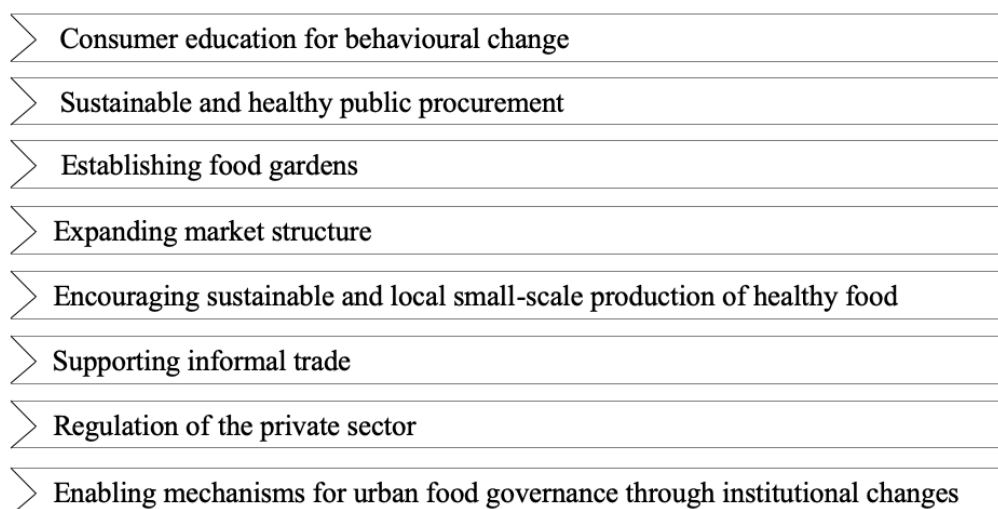 Consumer education for behavioural change
Sustainable and healthy public procurement
Establishing food gardens
Expanding market structure
Encouraging sustainable and local small-scale production of healthy food
Supporting informal trade
Regulation of the private sector
Enabling mechanisms for urban food governance through institutional changes